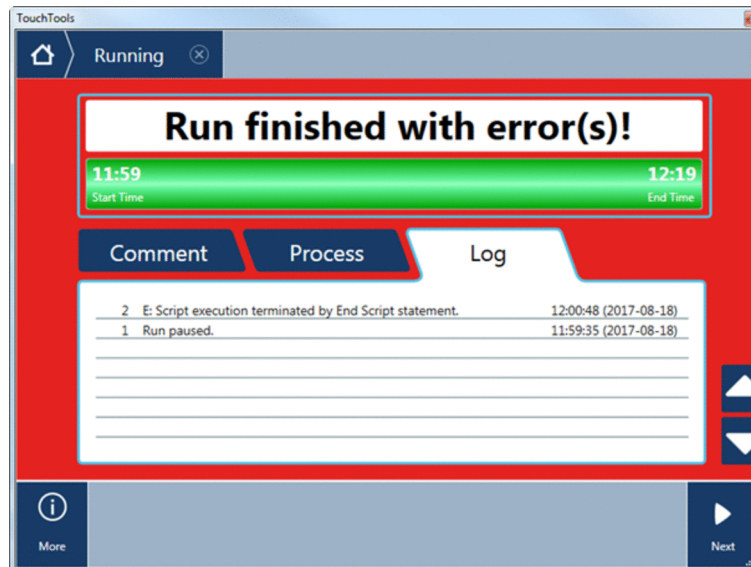 TouchTools
Running
Run finished with error(s)!
11:59 12:19
Start Time End Time
Comment Process Log
2 E: Script execution terminated by End Script statement. 12:00:48 (2017-08-18)
1 Run paused. 11:59:35 (2017-08-18)
More Next